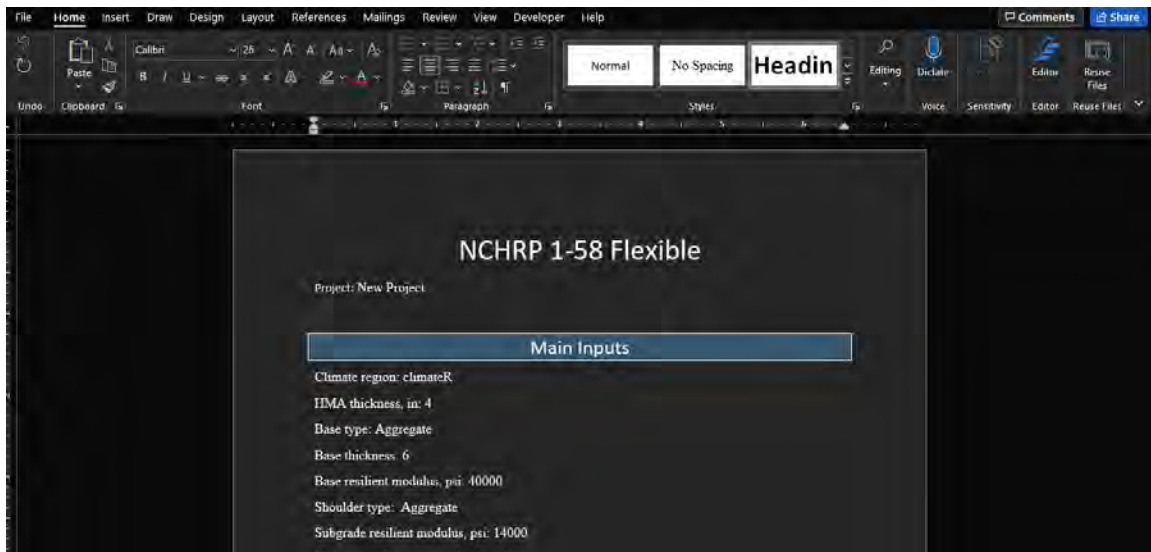 File Home Insert Draw Design Layout References Mailings Review View Developer Help Comments Share
Calibri 26
Paste
Normal No Spacing Headin Editing Dictate Editor Reuse Files
Undo Clipboard Font Paragraph Styles Voice Sensitivity Editor Reuse Files
NCHRP 1-58 Flexible
Project: New Project
Main Inputs
Climate region: climateR
HMA thickness, in: 4
Base type: Aggregate
Base thickness: 6
Base resilient modulus, psi: 40000
Shoulder type: Aggregate
Subgrade resilient modulus, psi: 14000